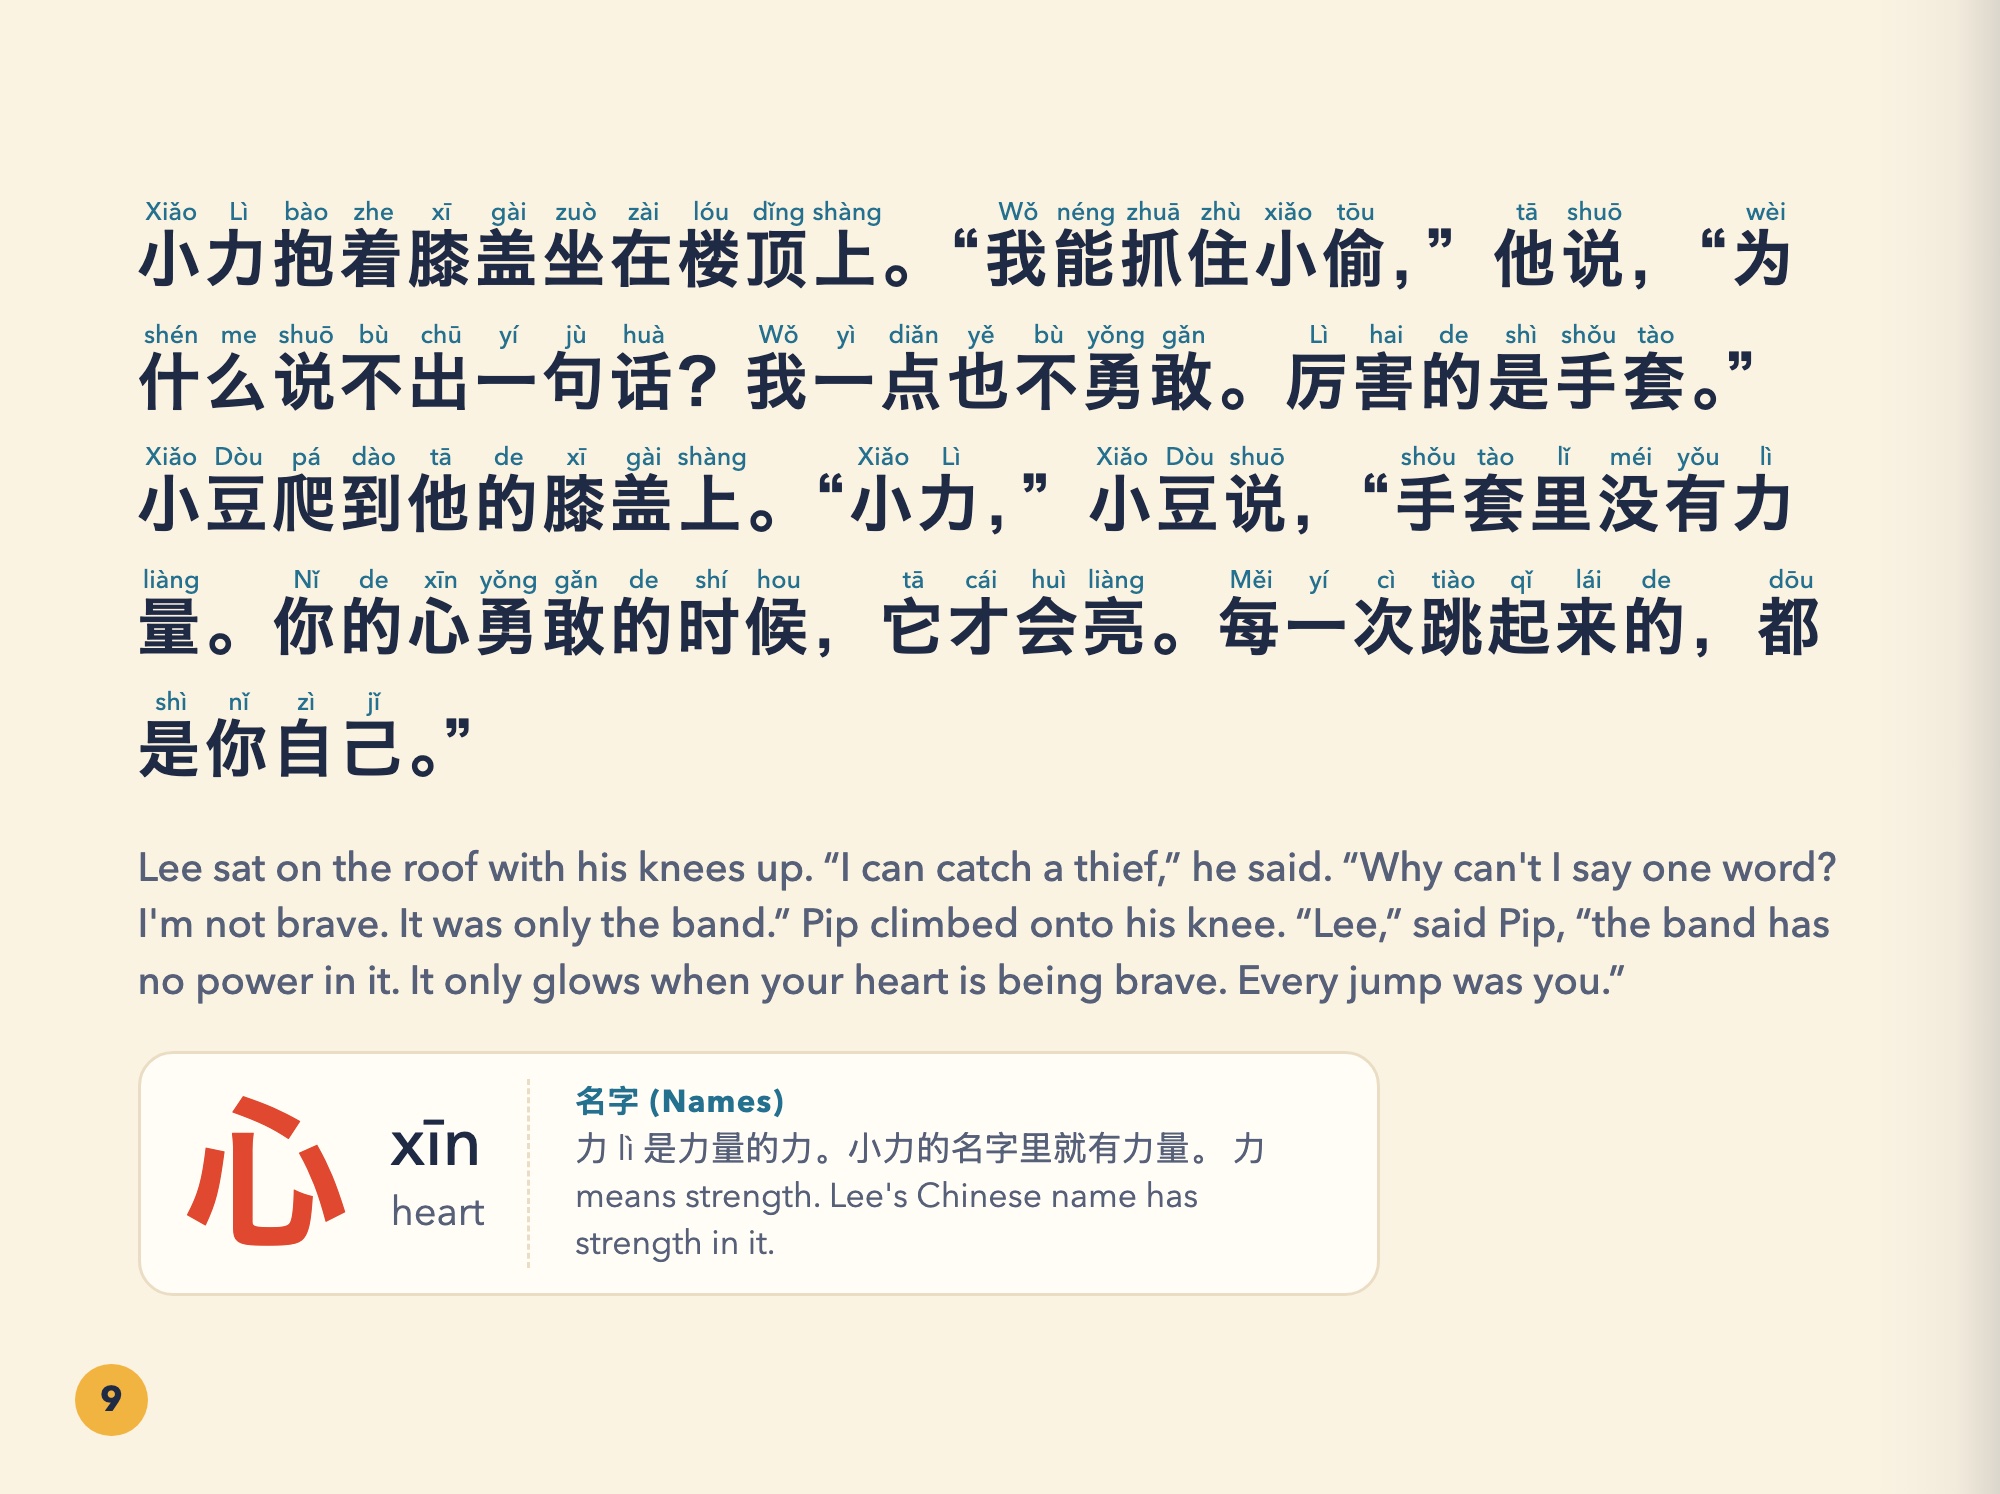 Xiǎo Lì bào zhe xī gài zuò zài lóu dǐng shàng Wǒ néng zhuā zhù xiǎo tōu tā shuō wèi
小力抱着膝盖坐在楼顶上。“我能抓住小偷，” 他说，“为
shén me shuō bù chū yí jù huà Wǒ yì diǎn yě bù yǒng gǎn Lì hai de shì shǒu tào
什么说不出一句话？我一点也不勇敢。厉害的是手套。”
Xiǎo Dòu pá dào tā de xī gài shàng Xiǎo Lì Xiǎo Dòu shuō shǒu tào lǐ méi yǒu lì
小豆爬到他的膝盖上。“小力，” 小豆说，“手套里没有力
liàng Nǐ de xīn yǒng gǎn de shí hou tā cái huì liàng Měi yí cì tiào qǐ lái de dōu
量。你的心勇敢的时候，它才会亮。每一次跳起来的，都
shì nǐ zì jǐ
是你自己。”
Lee sat on the roof with his knees up. “I can catch a thief,” he said. “Why can't I say one word?
I'm not brave. It was only the band.” Pip climbed onto his knee. “Lee,” said Pip, “the band has
no power in it. It only glows when your heart is being brave. Every jump was you.”
心
xīn
heart
名字 (Names)
力 lì 是力量的力。小力的名字里就有力量。 力
means strength. Lee's Chinese name has
strength in it.
9